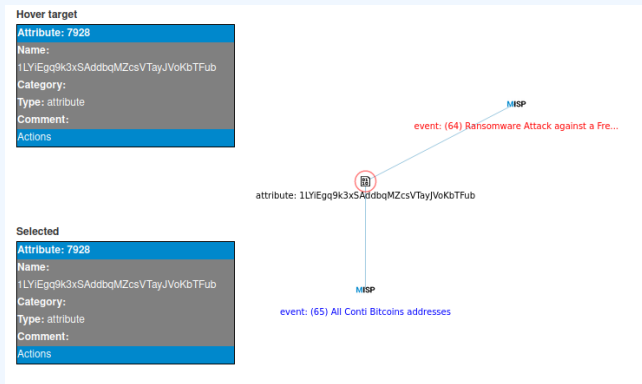 Hover target
Attribute: 7928
Name:
1LYiEgq9k3xSAddbqMZcsVTayJVoKbTFub
Category:
Type: attribute
Comment:
Actions
MISP
event: (64) Ransomware Attack against a Fre...
attribute: 1LYiEgq9k3xSAddbqMZcsVTayJVoKbTFub
Selected
Attribute: 7928
Name:
1LYiEgq9k3xSAddbqMZcsVTayJVoKbTFub
Category:
Type: attribute
Comment:
Actions
MISP
event: (65) All Conti Bitcoins addresses